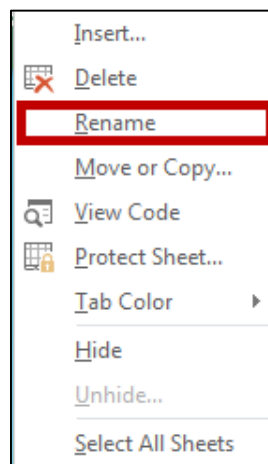 Insert...
Delete
Rename
Move or Copy...
View Code
Protect Sheet...
Tab Color
Hide
Unhide...
Select All Sheets